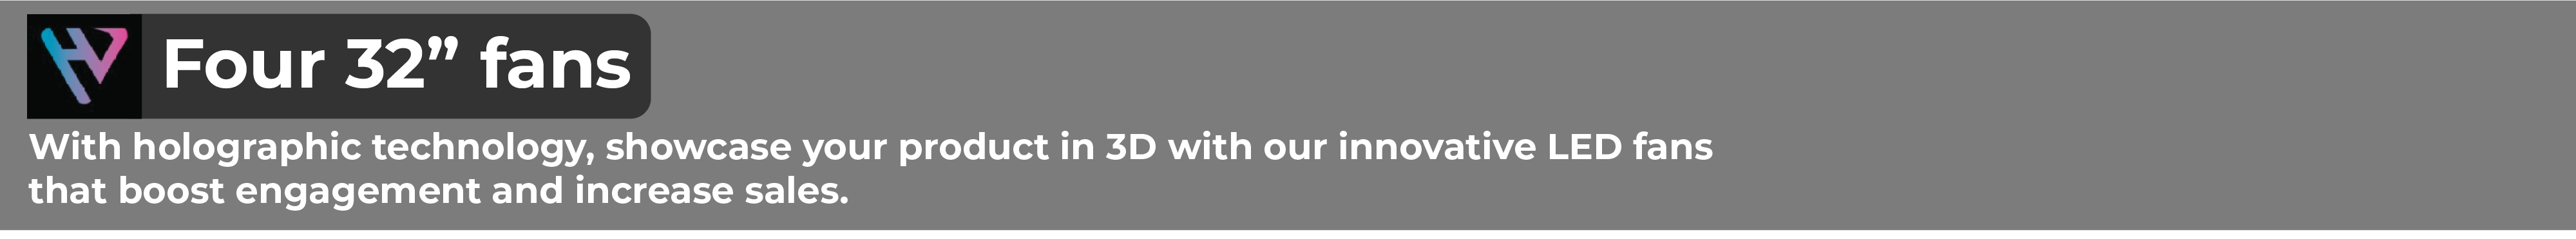 Four 32” fans
With holographic technology, showcase your product in 3D with our innovative LED fans
that boost engagement and increase sales.